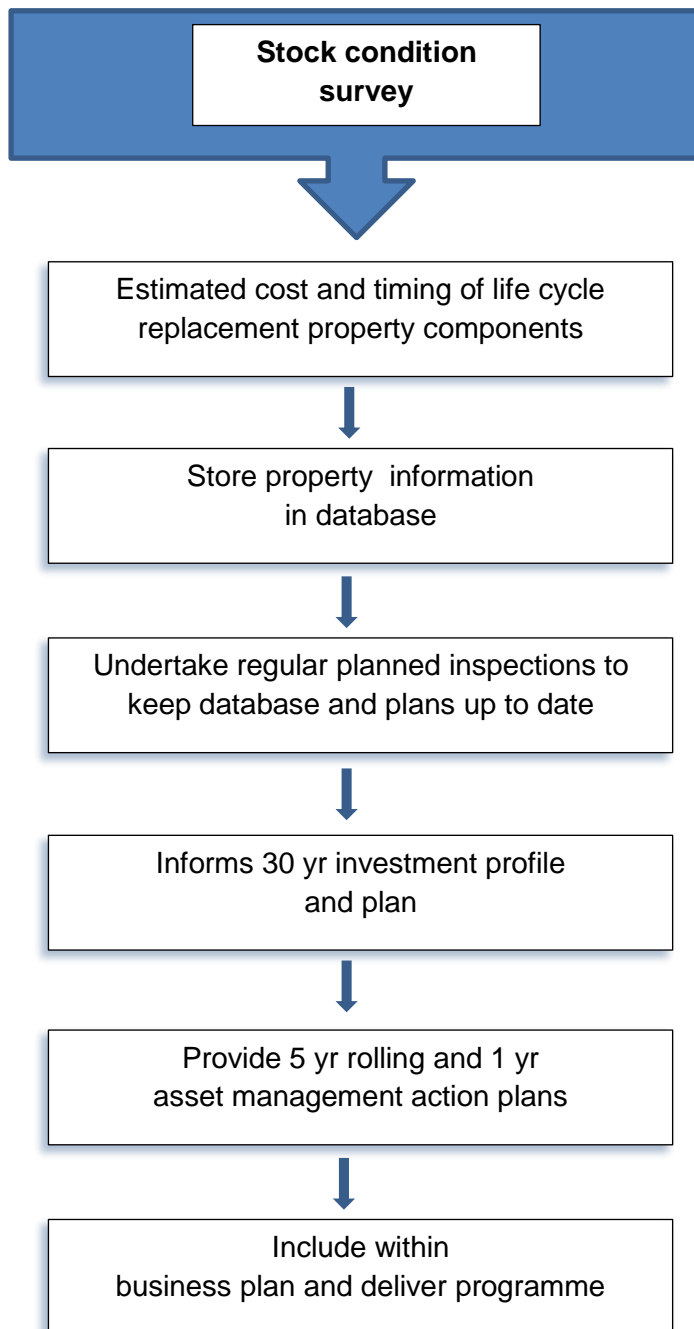 Stock condition
survey
Estimated cost and timing of life cycle
replacement property components
Store property  information
in database
Undertake regular planned inspections to
keep database and plans up to date
Informs 30 yr investment profile
and plan
Provide 5 yr rolling and 1 yr
asset management action plans
Include within
business plan and deliver programme